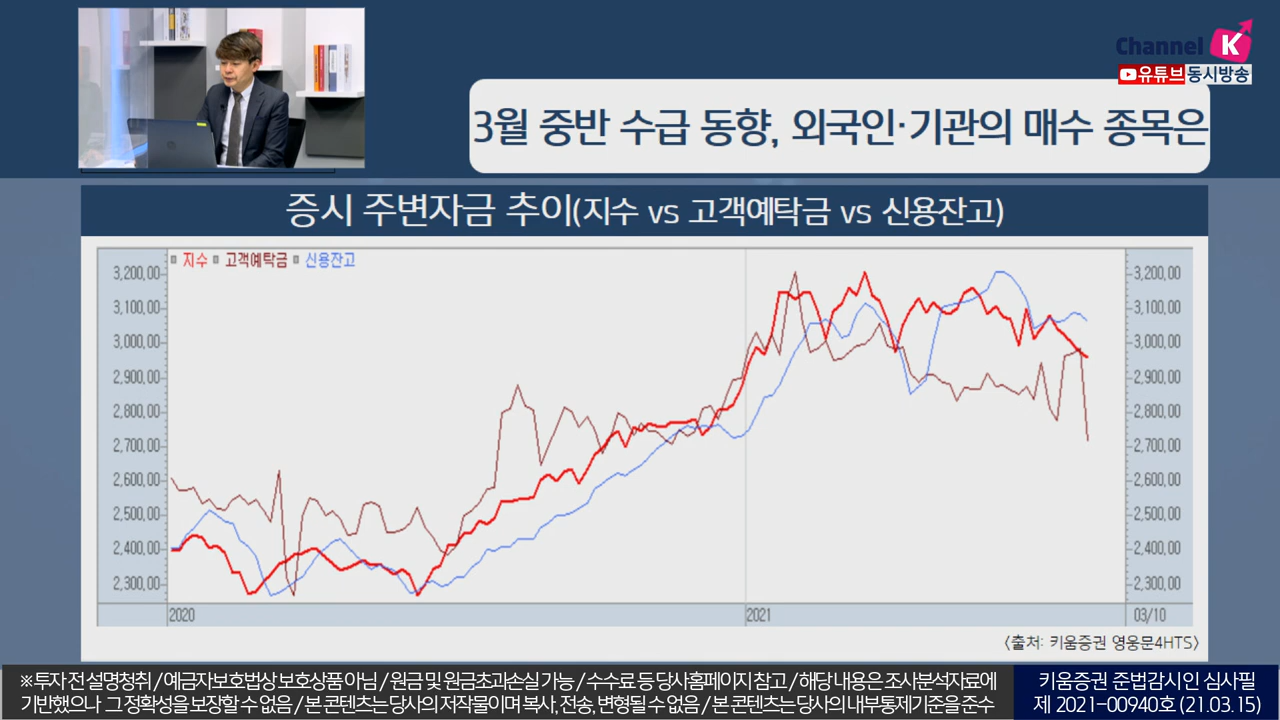 Channel K
유튜브동시방송
3월 중반 수급 동향, 외국인·기관의 매수 종목은
증시 주변자금 추이(지수 vs 고객예탁금 vs 신용잔고)
지수 고객예탁금 신용잔고
3,200,00 3,200,00
3,100,00 3,100,00
3,000,00 3,000,00
2,900,00 2,900,00
2,800,00 2,800,00
2,700,00 2,700,00
2,600,00 2,600,00
2,500,00 2,500,00
2,400,00 2,400,00
2,300,00 2,300,00
2020 2021 03/10
<출처: 키움증권 영웅문4HTS>
※ 투자 전 설명청취 / 예금자보호법상 보호상품 아님 / 원금 및 원금초과손실 가능 / 수수료 등 당사홈페이지 참고 / 해당 내용은 조사분석자료에
기반했으나 그 정확성을 보장할 수 없음 / 본 콘텐츠는 당사의 저작물이며 복사, 전송, 변형될 수 없음 / 본 콘텐츠는 당사의 내부통제기준을 준수
키움증권 준법감시인 심사필
제 2021-00940호 (21.03.15)